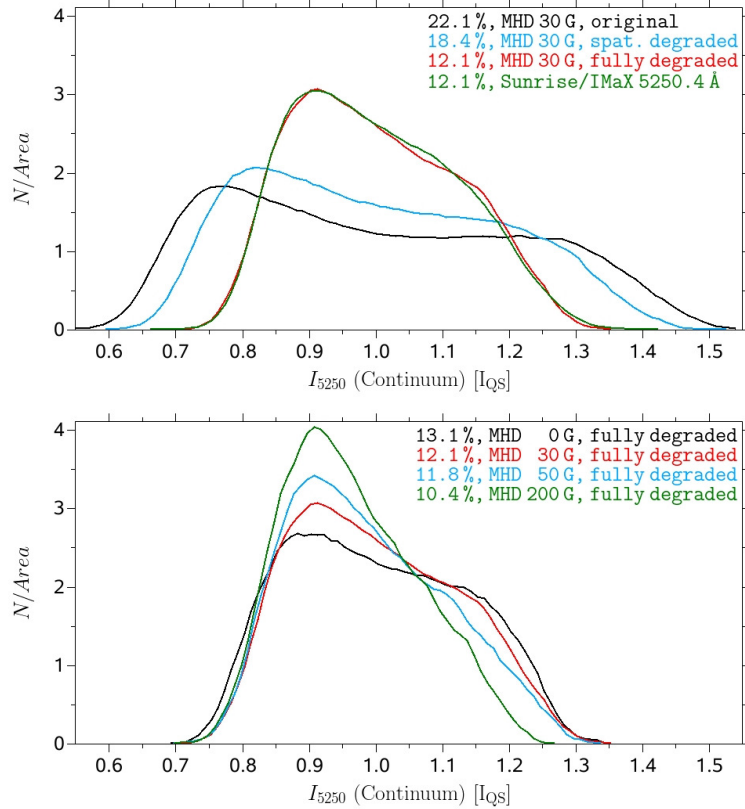 4
22.1%, MHD 30 G, original
18.4%, MHD 30 G, spat. degraded
12.1%, MHD 30 G, fully degraded
12.1%, Sunrise/IMaX 5250.4 Å
3
N/Area
2
1
0
0.6 0.7 0.8 0.9 1.0 1.1 1.2 1.3 1.4 1.5
I5250 (Continuum) [IQS]
4
13.1%, MHD 0 G, fully degraded
12.1%, MHD 30 G, fully degraded
11.8%, MHD 50 G, fully degraded
10.4%, MHD 200 G, fully degraded
3
N/Area
2
1
0
0.6 0.7 0.8 0.9 1.0 1.1 1.2 1.3 1.4 1.5
I5250 (Continuum) [IQS]